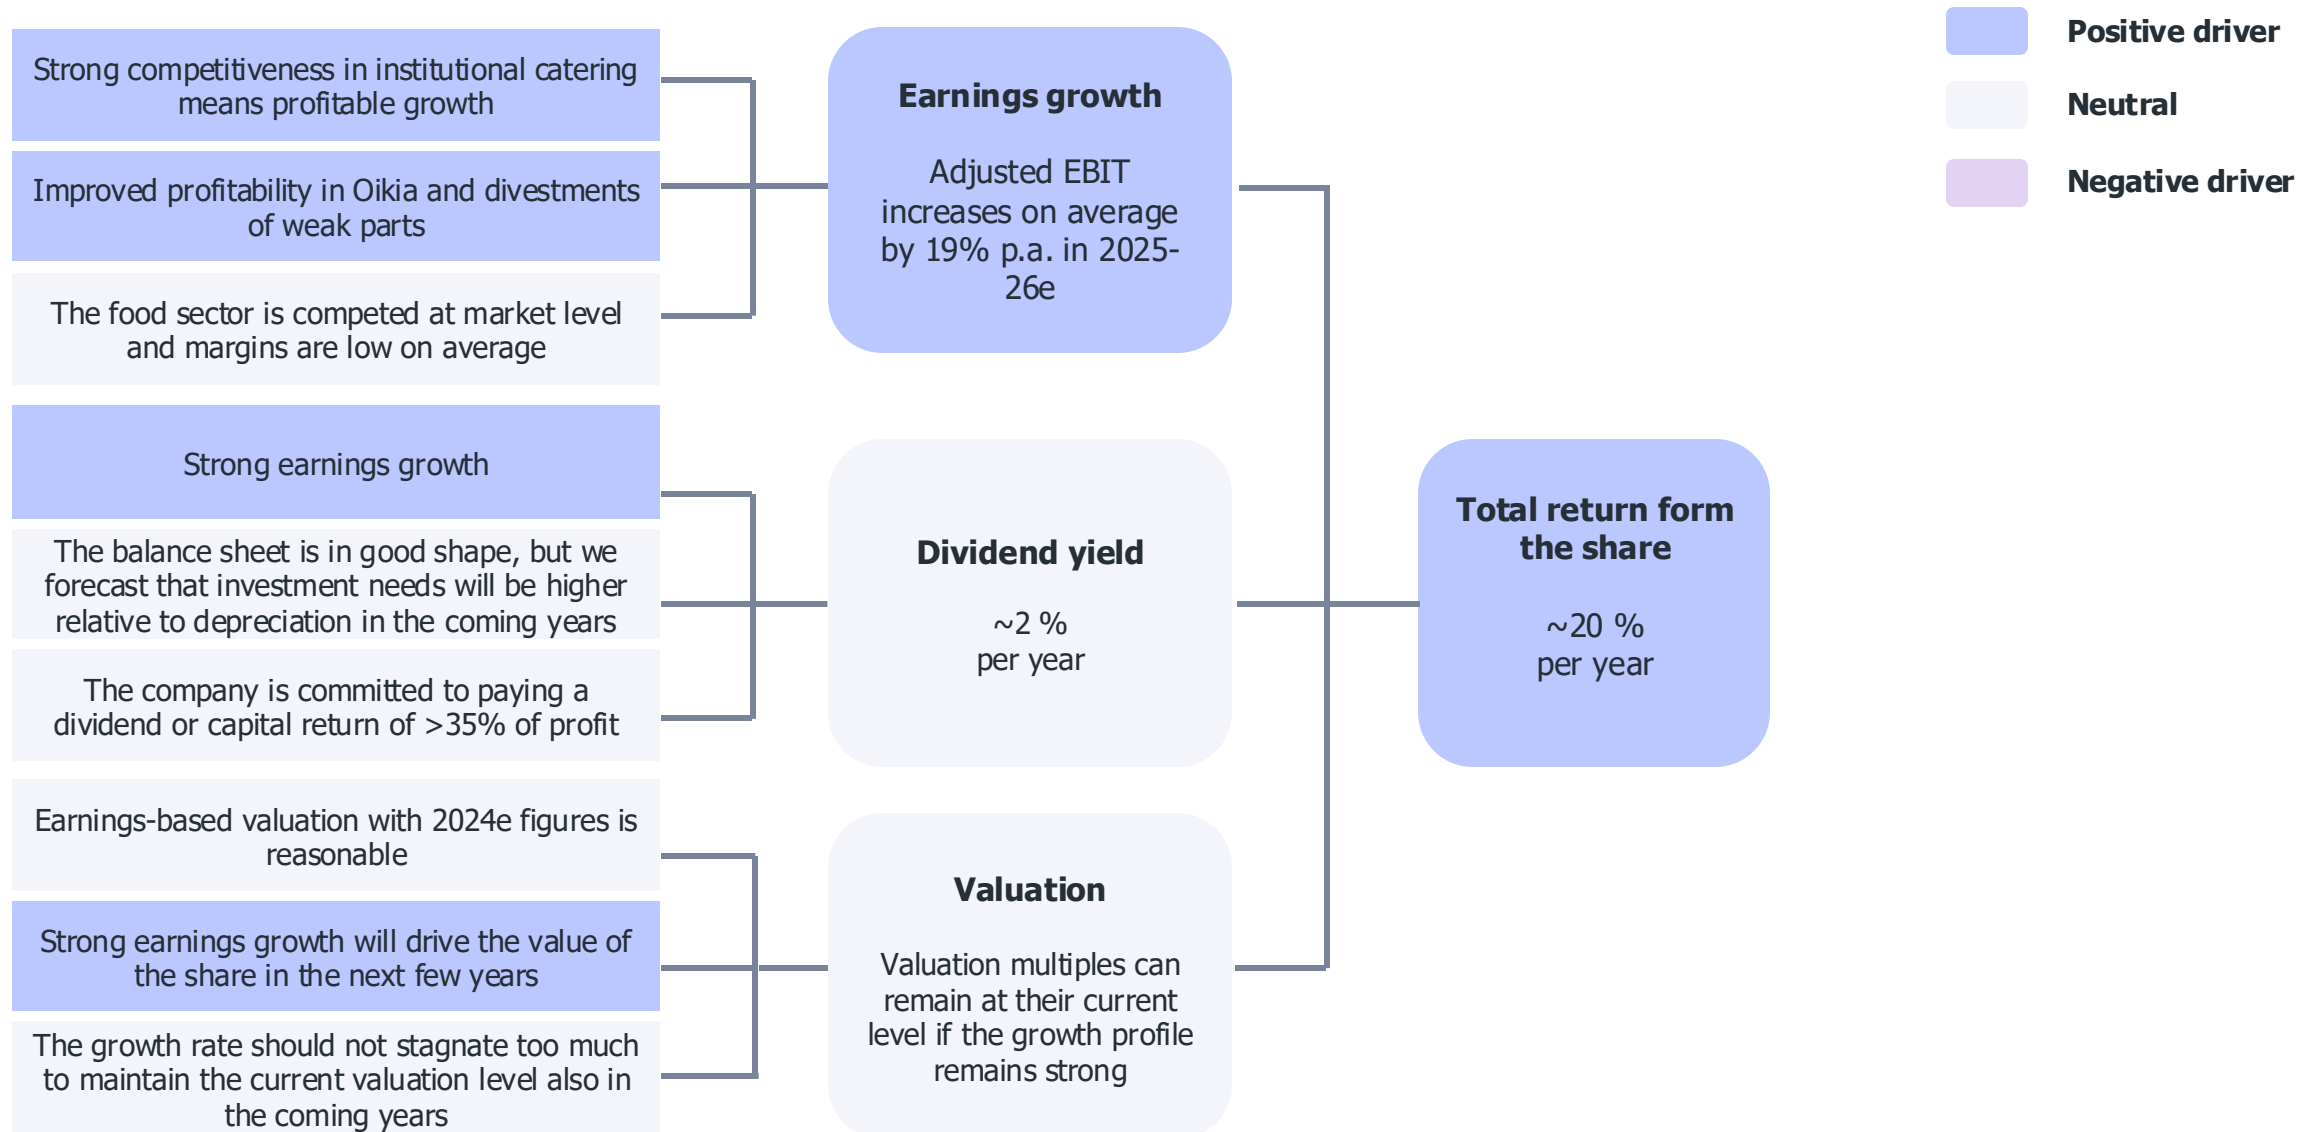 Strong competitiveness in institutional catering
means profitable growth
Improved profitability in Oikia and divestments
of weak parts
The food sector is competed at market level
and margins are low on average
Strong earnings growth
The balance sheet is in good shape, but we
forecast that investment needs will be higher
relative to depreciation in the coming years
The company is committed to paying a
dividend or capital return of >35% of profit
Earnings-based valuation with 2024e figures is
reasonable
Strong earnings growth will drive the value of
the share in the next few years
The growth rate should not stagnate too much
to maintain the current valuation level also in
the coming years
Earnings growth
Adjusted EBIT
increases on average
by 19% p.a. in 2025-
26e
Dividend yield
~2 %
per year
Valuation
Valuation multiples can
remain at their current
level if the growth profile
remains strong
Total return form
the share
~20 %
per year
Positive driver
Neutral
Negative driver